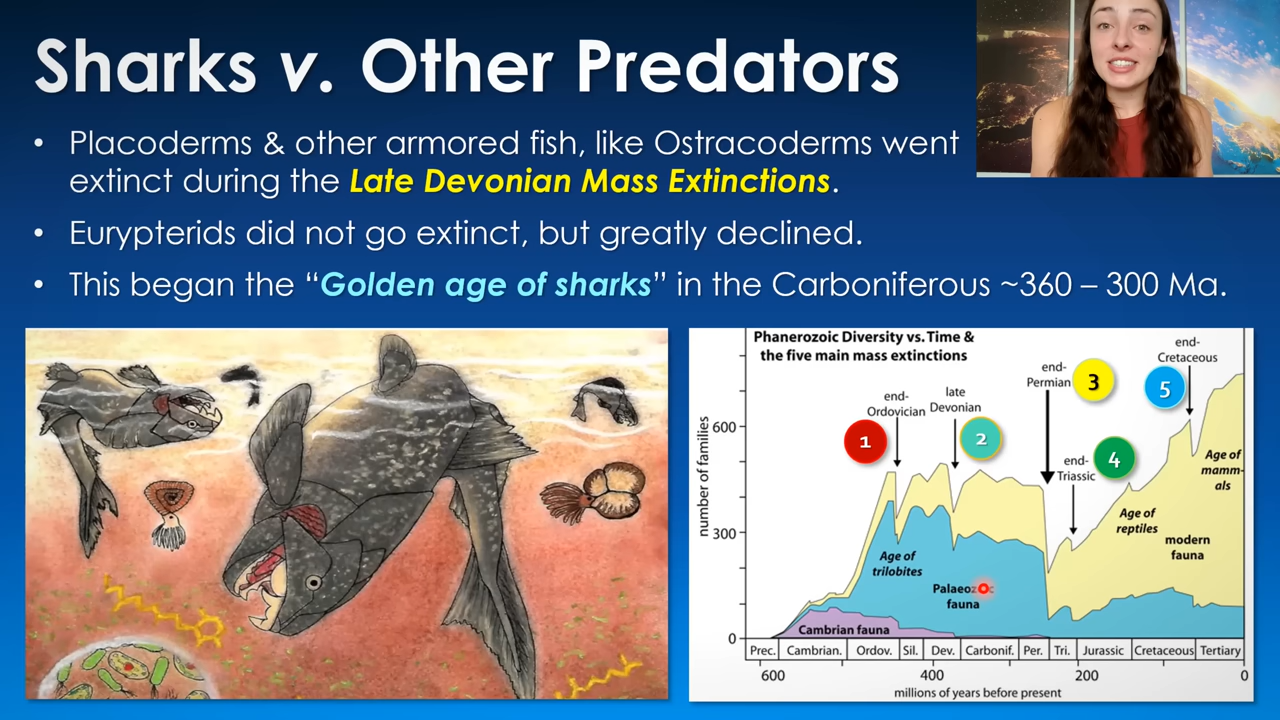 Sharks v. Other Predators
• Placoderms & other armored fish, like Ostracoderms went
extinct during the Late Devonian Mass Extinctions.
• Eurypterids did not go extinct, but greatly declined.
• This began the “Golden age of sharks” in the Carboniferous ~360 – 300 Ma.
Phanerozoic Diversity vs. Time &
the five main mass extinctions
end-
Cretaceous
5
end-
Permian
3
late
Devonian
2
end-
Ordovician
1
end-
Triassic
4
number of families
600
300
0
Age of
mamm-
als
Age of
reptiles
modern
fauna
Age of
trilobites
Palaeozoic
fauna
Cambrian fauna
Prec. Cambrian. Ordov. Sil. Dev. Carbonif. Per. Tri. Jurassic Cretaceous Tertiary
600 400 200 0
millions of years before present